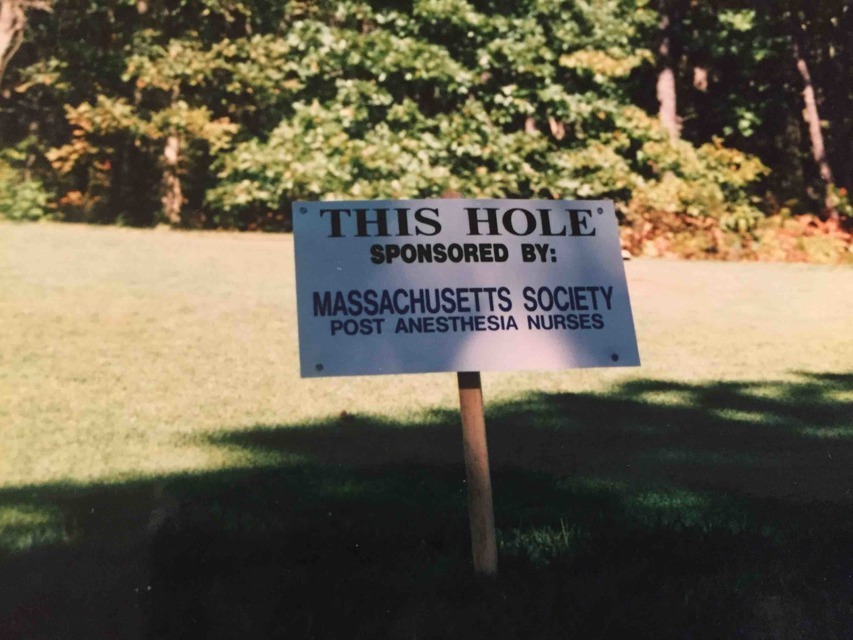 THIS HOLE
SPONSORED BY:
MASSACHUSETTS SOCIETY
POST ANESTHESIA NURSES